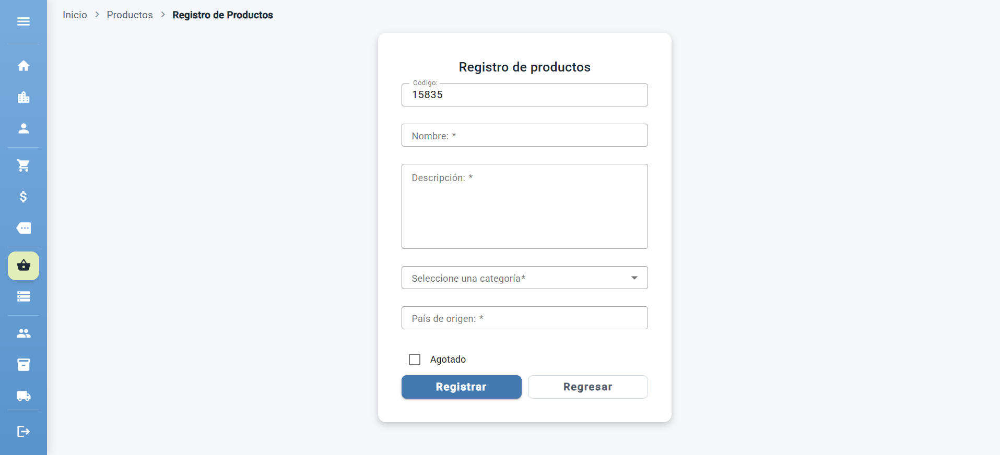 Inicio > Productos > Registro de Productos
Registro de productos
Codigo:
15835
Nombre: *
Descripción: *
Seleccione una categoría*
País de origen: *
Agotado
Registrar Regresar